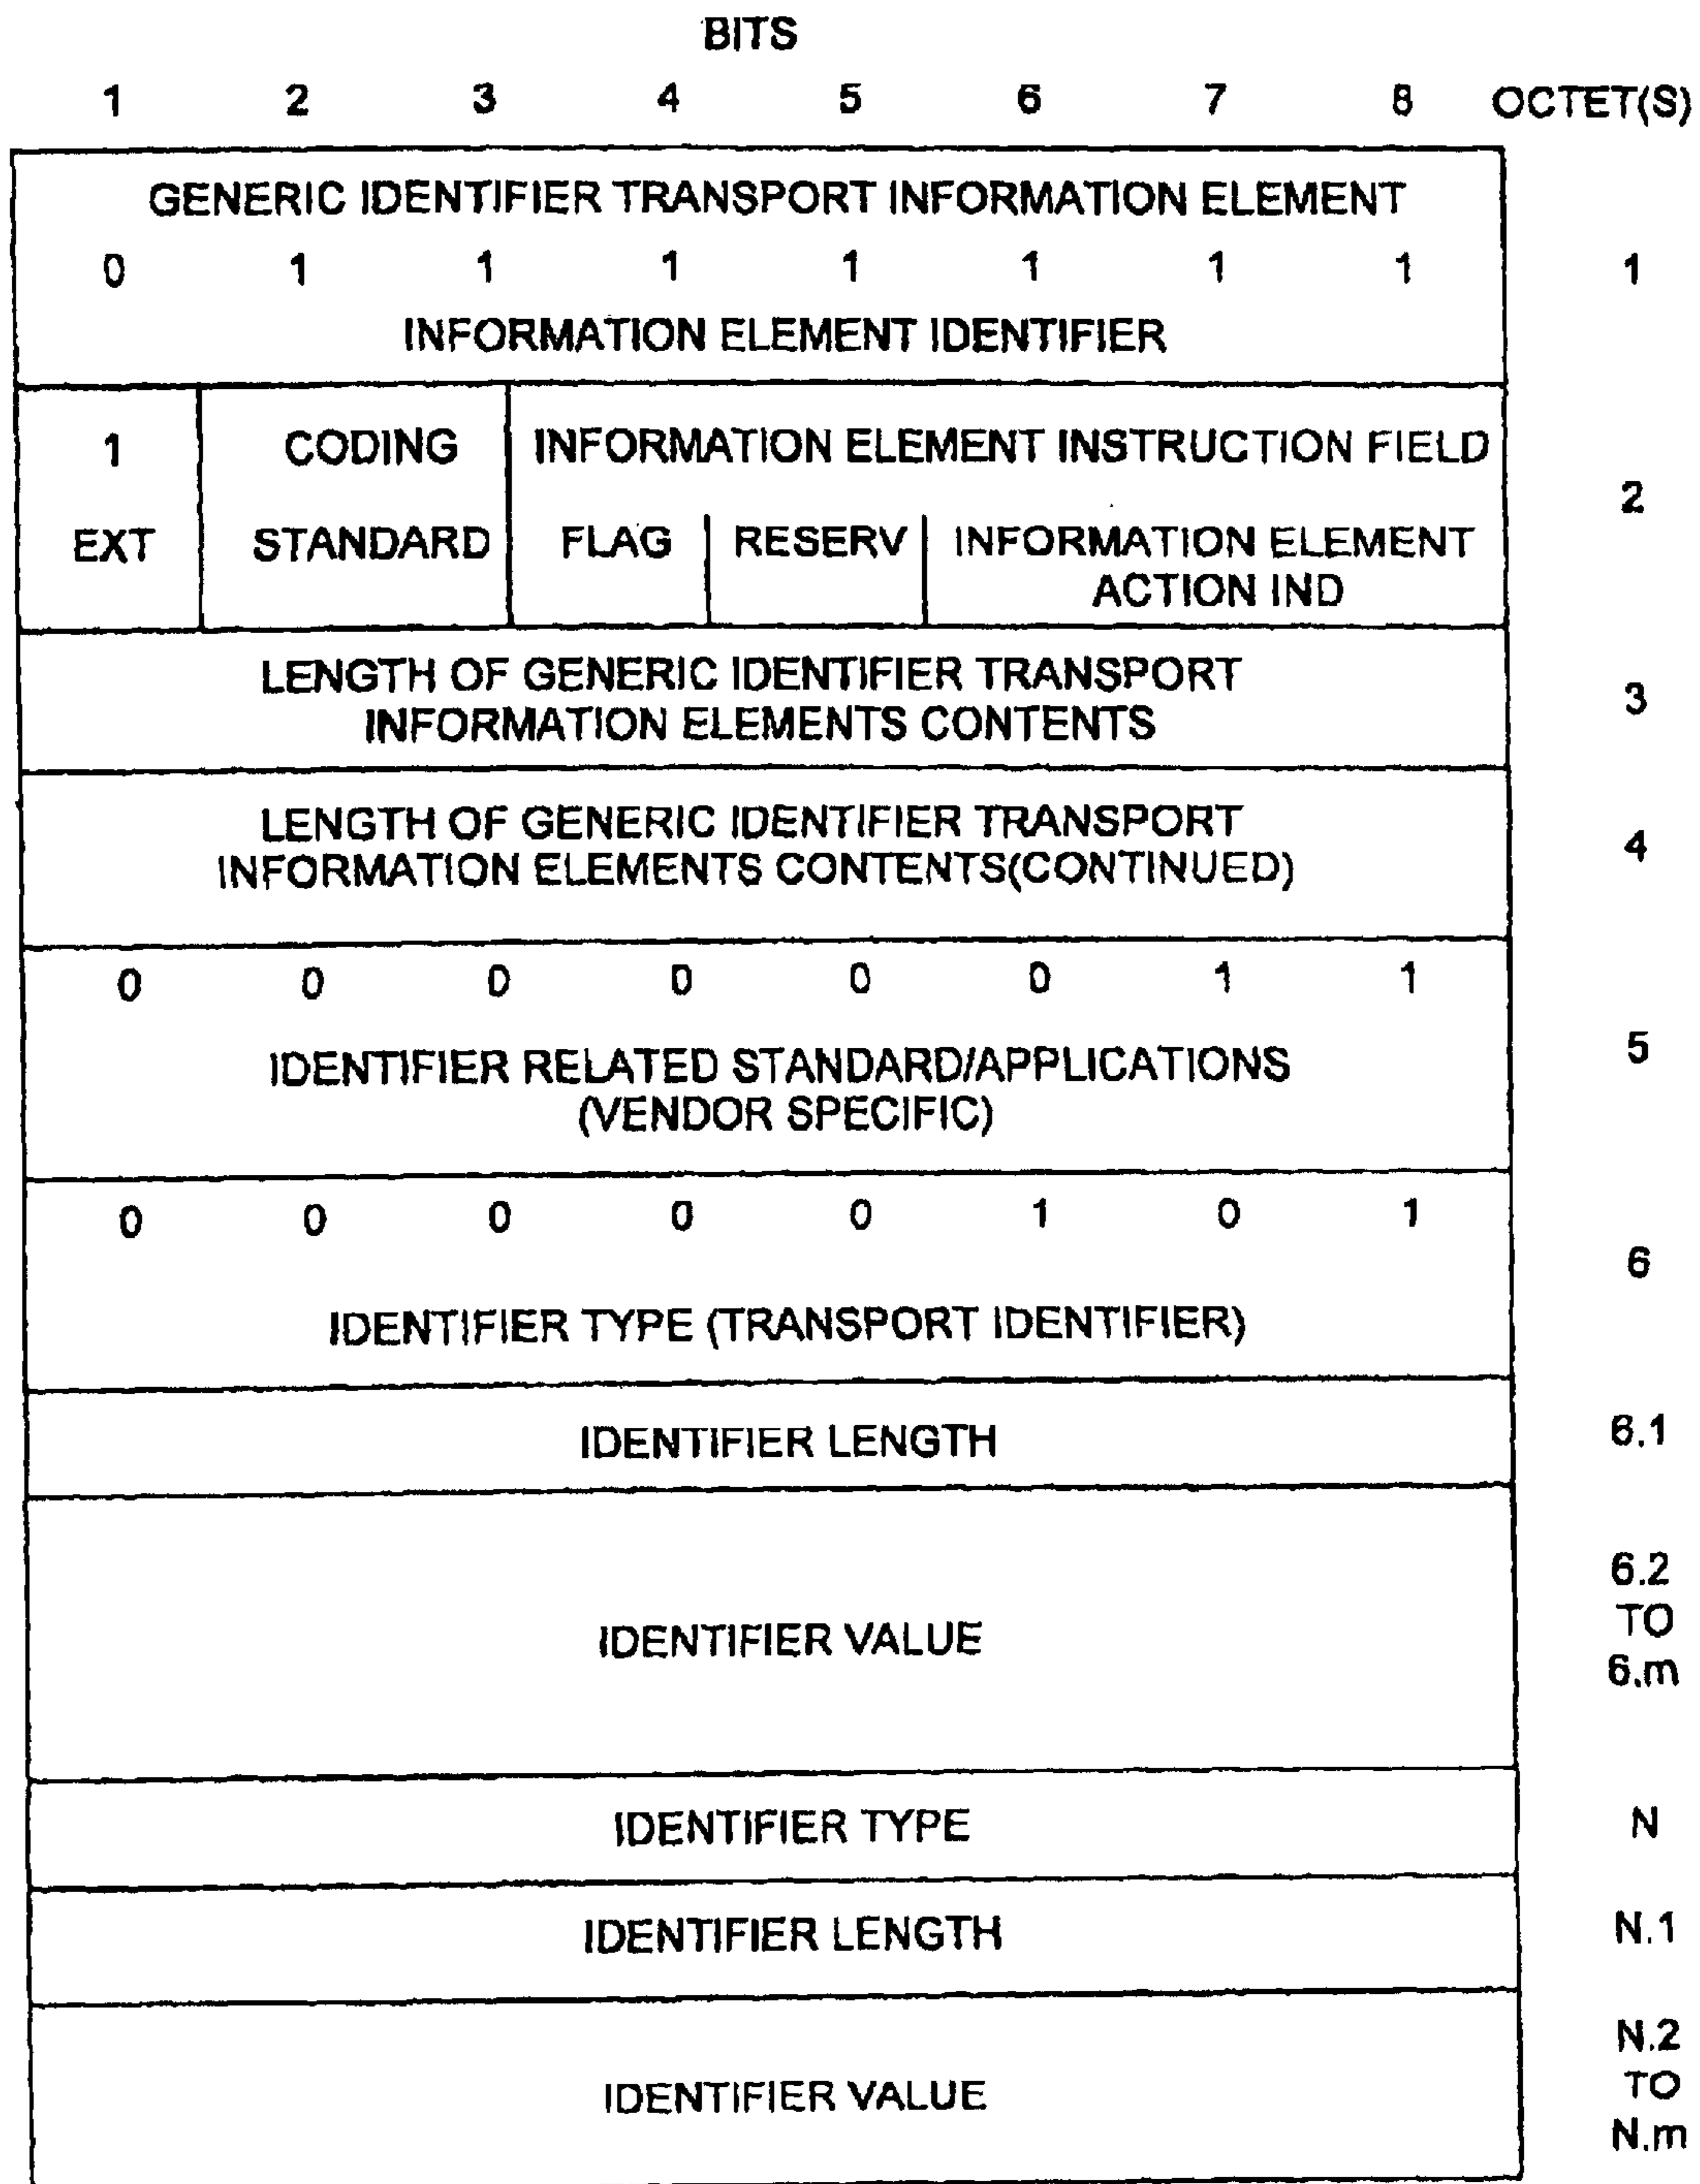 BITS
1 2 3 4 5 6 7 8 OCTET(S)
GENERIC IDENTIFIER TRANSPORT INFORMATION ELEMENT
0 1 1 1 1 1 1 1 1
INFORMATION ELEMENT IDENTIFIER
1 CODING INFORMATION ELEMENT INSTRUCTION FIELD
2
EXT STANDARD FLAG RESERV INFORMATION ELEMENT
ACTION IND
LENGTH OF GENERIC IDENTIFIER TRANSPORT
3
INFORMATION ELEMENTS CONTENTS
LENGTH OF GENERIC IDENTIFIER TRANSPORT
4
INFORMATION ELEMENTS CONTENTS(CONTINUED)
0 0 0 0 0 0 1 1
5
IDENTIFIER RELATED STANDARD/APPLICATIONS
(VENDOR SPECIFIC)
0 0 0 0 0 1 0 1
6
IDENTIFIER TYPE (TRANSPORT IDENTIFIER)
IDENTIFIER LENGTH 6.1
6.2
TO
IDENTIFIER VALUE
6.m
IDENTIFIER TYPE N
IDENTIFIER LENGTH N.1
N.2
TO
IDENTIFIER VALUE
N.m